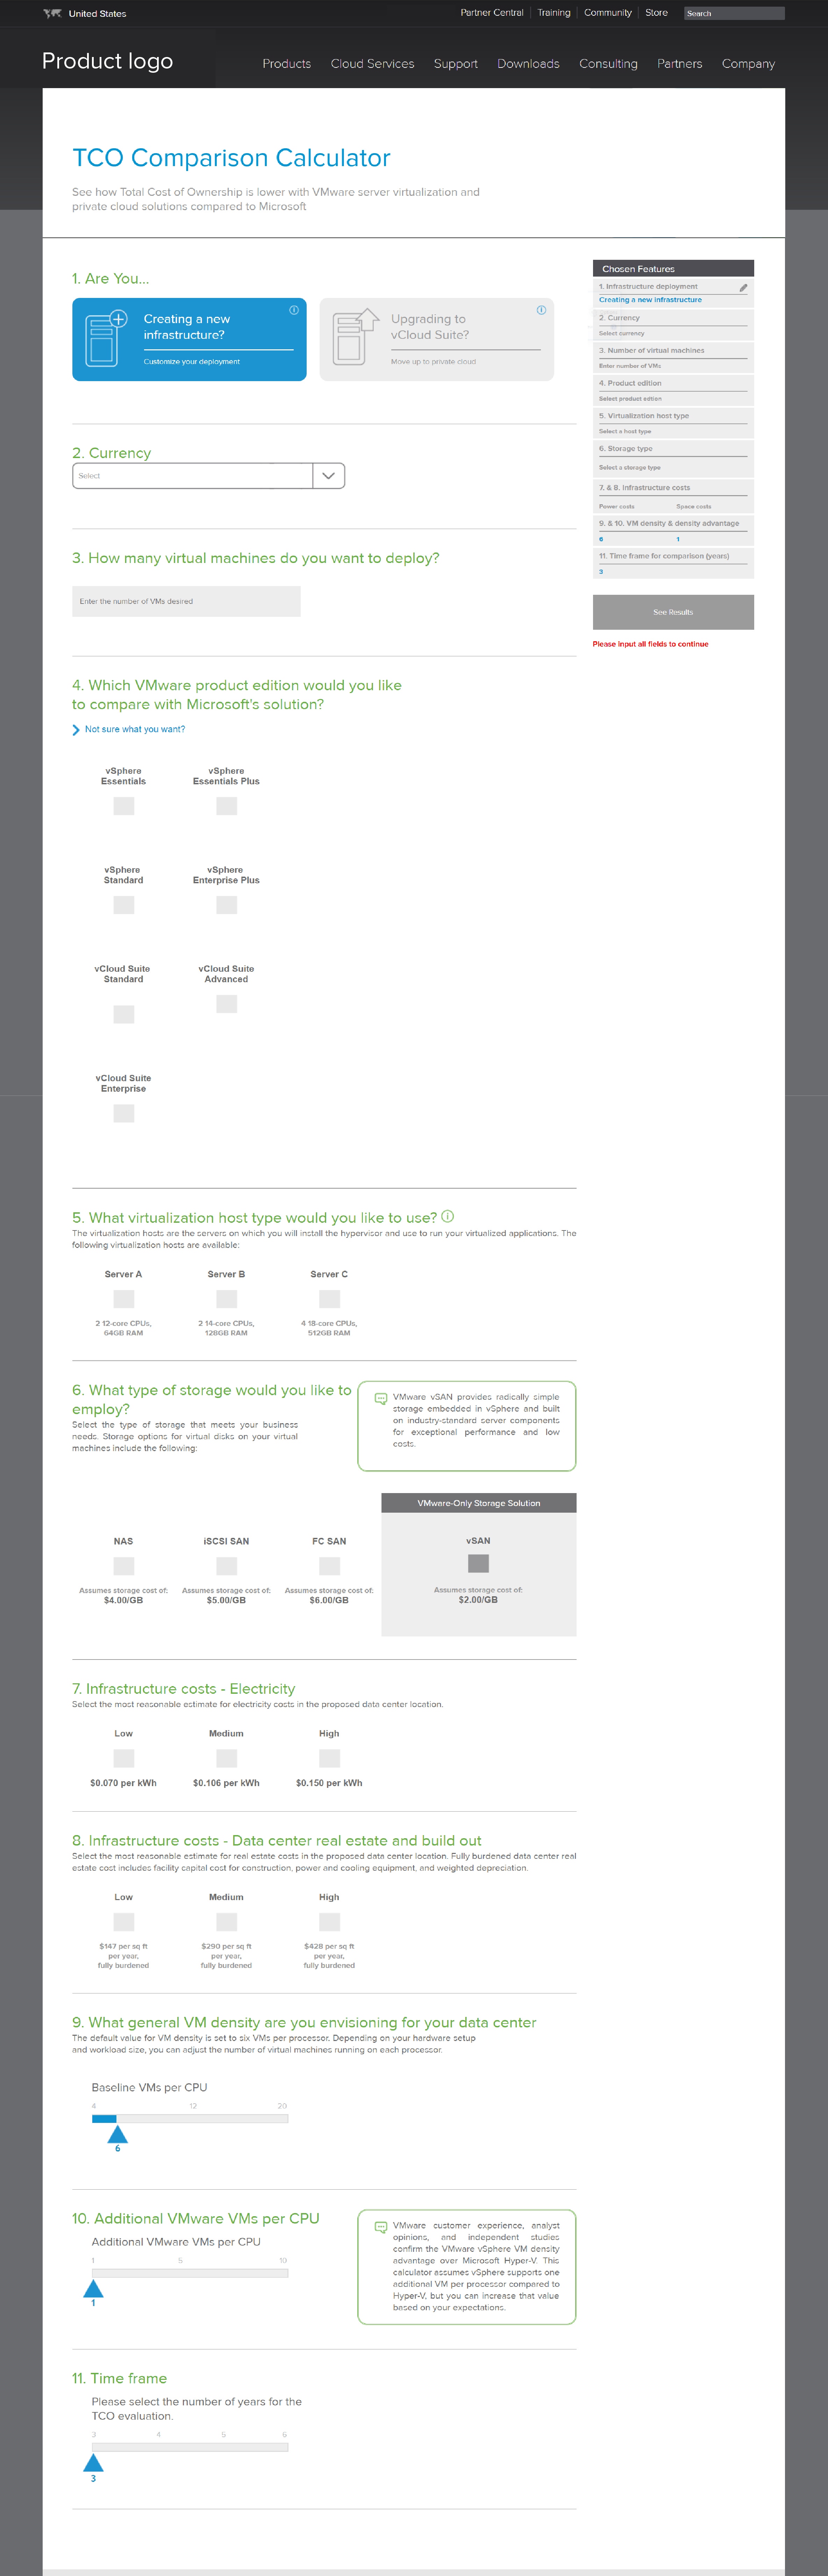 United States
Partner Central
Training
Community
Store
Search
Product logo
Products
Cloud Services
Support
Downloads
Consulting
Partners
Company
TCO Comparison Calculator
See how Total Cost of Ownership is lower with VMware server virtualization and
private cloud solutions compared to Microsoft
1. Are You...
Creating a new
infrastructure?
Customize your deployment
Upgrading to
vCloud Suite?
Move up to private cloud
Chosen Features
1. Infrastructure deployment
Creating a new infrastructure
2. Currency
Select currency
3. Number of virtual machines
Enter number of VMs
4. Product edition
Select product edtion
5. Virtualization host type
Select a host type
6. Storage type
Select a storage type
7. & 8. Infrastructure costs
Power costs
Space costs
9. & 10. VM density & density advantage
6
1
11. Time frame for comparison (years)
3
See Results
Please input all fields to continue
2. Currency
Select
3. How many virtual machines do you want to deploy?
Enter the number of VMs desired
4. Which VMware product edition would you like
to compare with Microsoft's solution?
Not sure what you want?
vSphere
Essentials
vSphere
Essentials Plus
vSphere
Standard
vSphere
Enterprise Plus
vCloud Suite
Standard
vCloud Suite
Advanced
vCloud Suite
Enterprise
5. What virtualization host type would you like to use?
The virtualization hosts are the servers on which you will install the hypervisor and use to run your virtualized applications. The
following virtualization hosts are available:
Server A
Server B
Server C
2 12-core CPUs,
64GB RAM
2 14-core CPUs,
128GB RAM
4 18-core CPUs,
512GB RAM
6. What type of storage would you like to
employ?
Select the type of storage that meets your business
needs. Storage options for virtual disks on your virtual
machines include the following:
VMware vSAN provides radically simple
storage embedded in vSphere and built
on industry-standard server components
for exceptional performance and low
costs.
VMware-Only Storage Solution
NAS
iSCSI SAN
FC SAN
vSAN
Assumes storage cost of:
$4.00/GB
Assumes storage cost of:
$5.00/GB
Assumes storage cost of:
$6.00/GB
Assumes storage cost of:
$2.00/GB
7. Infrastructure costs - Electricity
Select the most reasonable estimate for electricity costs in the proposed data center location.
Low
Medium
High
$0.070 per kWh
$0.106 per kWh
$0.150 per kWh
8. Infrastructure costs - Data center real estate and build out
Select the most reasonable estimate for real estate costs in the proposed data center location. Fully burdened data center real
estate cost includes facility capital cost for construction, power and cooling equipment, and weighted depreciation.
Low
Medium
High
$147 per sq ft
per year,
fully burdened
$290 per sq ft
per year,
fully burdened
$428 per sq ft
per year,
fully burdened
9. What general VM density are you envisioning for your data center
The default value for VM density is set to six VMs per processor. Depending on your hardware setup
and workload size, you can adjust the number of virtual machines running on each processor.
Baseline VMs per CPU
4
12
20
6
10. Additional VMware VMs per CPU
Additional VMware VMs per CPU
1
5
10
1
VMware customer experience, analyst
opinions, and independent studies
confirm the VMware vSphere VM density
advantage over Microsoft Hyper-V. This
calculator assumes vSphere supports one
additional VM per processor compared to
Hyper-V, but you can increase that value
based on your expectations.
11. Time frame
Please select the number of years for the
TCO evaluation.
3
4
5
6
3